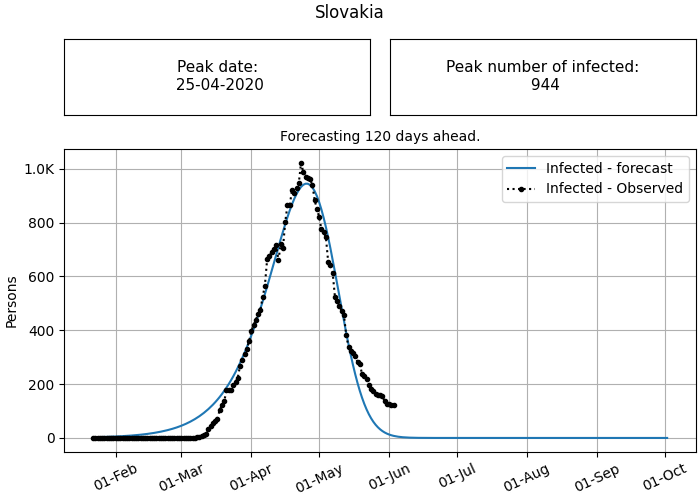 Slovakia
Peak date:
25-04-2020
Peak number of infected:
944
Forecasting 120 days ahead.
Infected - forecast
Infected - Observed
Persons
1.0K
800
600
400
200
0
01-Feb
01-Mar
01-Apr
01-May
01-Jun
01-Jul
01-Aug
01-Sep
01-Oct